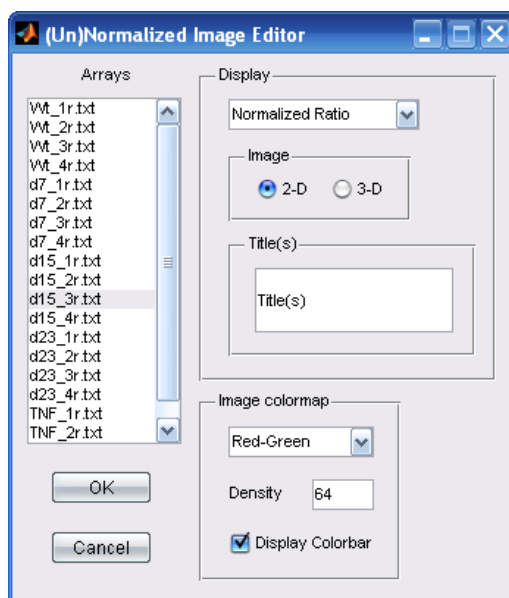 (Un)Normalized Image Editor
Arrays
Wt_1r.txt
Wt_2r.txt
Wt_3r.txt
Wt_4r.txt
d7_1r.txt
d7_2r.txt
d7_3r.txt
d7_4r.txt
d15_1r.txt
d15_2r.txt
d15_3r.txt
d15_4r.txt
d23_1r.txt
d23_2r.txt
d23_3r.txt
d23_4r.txt
TNF_1r.txt
TNF_2r.txt
OK
Cancel
Display
Normalized Ratio
Image
2-D 3-D
Title(s)
Title(s)
Image colormap
Red-Green
Density 64
Display Colorbar